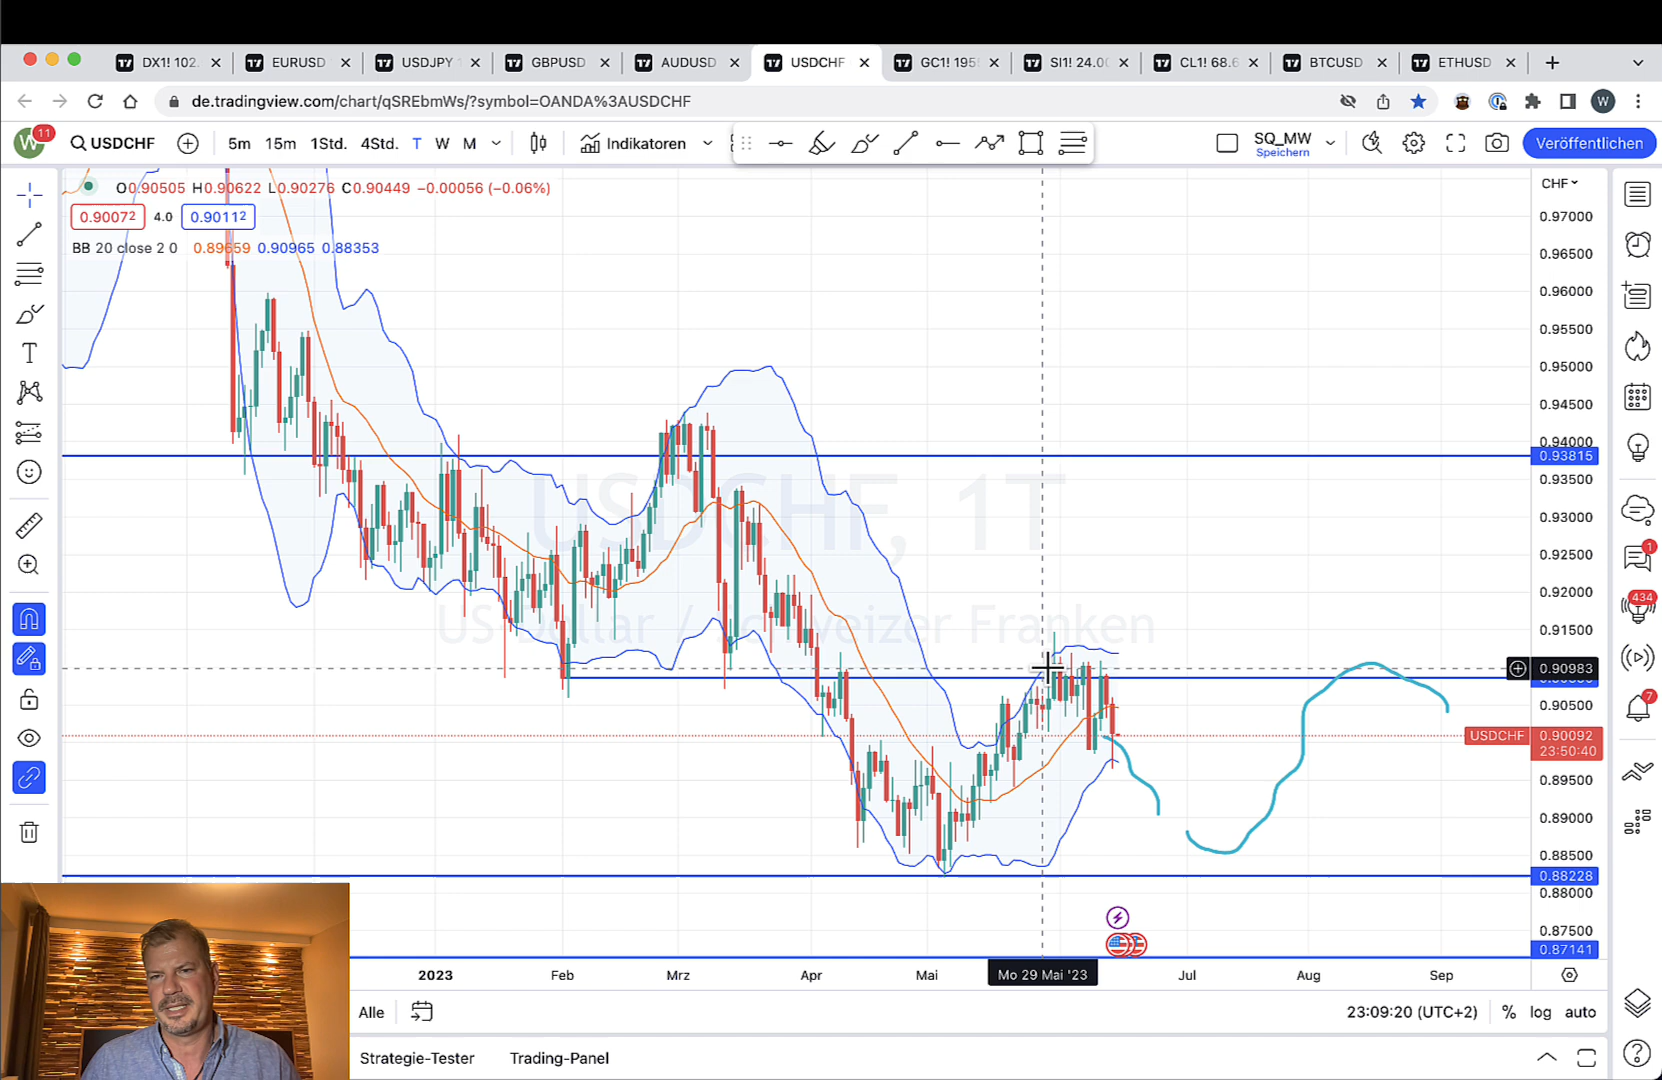 DX1! 102.
EURUSD
USDJPY
GBPUSD
AUDUSD
USDCHF
GC1! 195
SI1! 24.0
CL1! 68.6
BTCUSD
ETHUSD
de.tradingview.com/chart/qSREbmWs/?symbol=OANDA%3AUSDCHF
W
W
11
USDCHF
5m
15m
1Std.
4Std.
T
W
M
Indikatoren
SQ_MW
Speichern
Veröffentlichen
O0.90505 H0.90622 L0.90276 C0.90449 −0.00056 (−0.06%)
0.90072
4.0
0.90112
BB 20 close 2 0 0.89659 0.90965 0.88353
CHF
0.97000
0.96500
0.96000
0.95500
0.95000
0.94500
0.94000
0.93815
0.93500
0.93000
0.92500
0.92000
0.91500
0.90983
0.90500
USDCHF 0.90092
23:50:40
0.89500
0.89000
0.88500
0.88228
0.88000
0.87500
0.87141
USDCHF, 1T
US-Dollar / Schweizer Franken
1
434
7
2023
Feb
Mrz
Apr
Mai
Mo 29 Mai '23
Jul
Aug
Sep
Alle
23:09:20 (UTC+2)
%
log
auto
Strategie-Tester
Trading-Panel